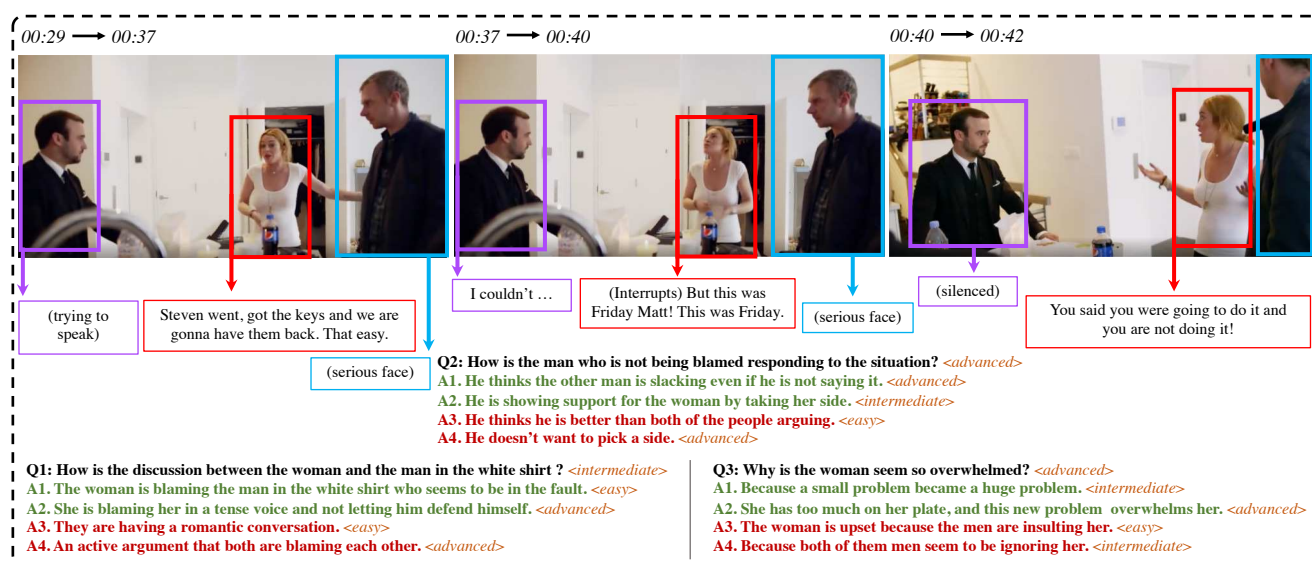 00:29 → 00:37
00:37 → 00:40
00:40 → 00:42
(trying to
speak)
Steven went, got the keys and we are
gonna have them back. That easy.
(serious face)
I couldn't …
(Interrupts) But this was
Friday Matt! This was Friday.
(serious face)
(silenced)
You said you were going to do it and
you are not doing it!
Q2: How is the man who is not being blamed responding to the situation? <advanced>
A1. He thinks the other man is slacking even if he is not saying it. <advanced>
A2. He is showing support for the woman by taking her side. <intermediate>
A3. He thinks he is better than both of the people arguing. <easy>
A4. He doesn't want to pick a side. <advanced>
Q1: How is the discussion between the woman and the man in the white shirt ? <intermediate>
A1. The woman is blaming the man in the white shirt who seems to be in the fault. <easy>
A2. She is blaming her in a tense voice and not letting him defend himself. <advanced>
A3. They are having a romantic conversation. <easy>
A4. An active argument that both are blaming each other. <advanced>
Q3: Why is the woman seem so overwhelmed? <advanced>
A1. Because a small problem became a huge problem. <intermediate>
A2. She has too much on her plate, and this new problem overwhelms her. <advanced>
A3. The woman is upset because the men are insulting her. <easy>
A4. Because both of them men seem to be ignoring her. <intermediate>